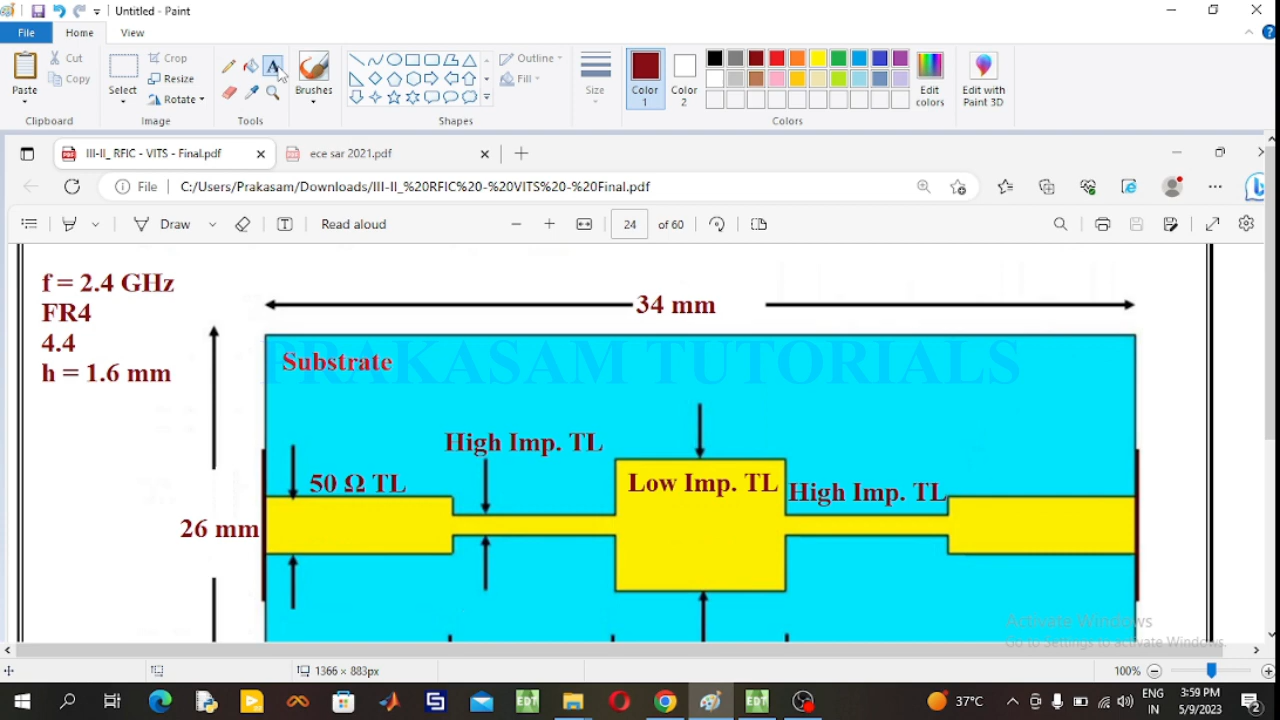 Untitled - Paint
File
Home
View
Paste
Cut
Copy
Clipboard
Select
Crop
Resize
Rotate
Image
Tools
Brushes
Shapes
Outline
Fill
Size
Color 1
Color 2
Edit colors
Edit with Paint 3D
Colors
III-II_ RFIC - VITS - Final.pdf
ece sar 2021.pdf
File
C:/Users/Prakasam/Downloads/III-II_%20RFIC%20-%20VITS%20-%20Final.pdf
Draw
Read aloud
24 of 60
f = 2.4 GHz
FR4
4.4
h = 1.6 mm
34 mm
Substrate
PRAKASAM TUTORIALS
High Imp. TL
50 Ω TL
Low Imp. TL
High Imp. TL
26 mm
Activate Windows
Go to Settings to activate Windows.
1366 × 883px
100%
37°C
ENG
IN
3:59 PM
5/9/2023